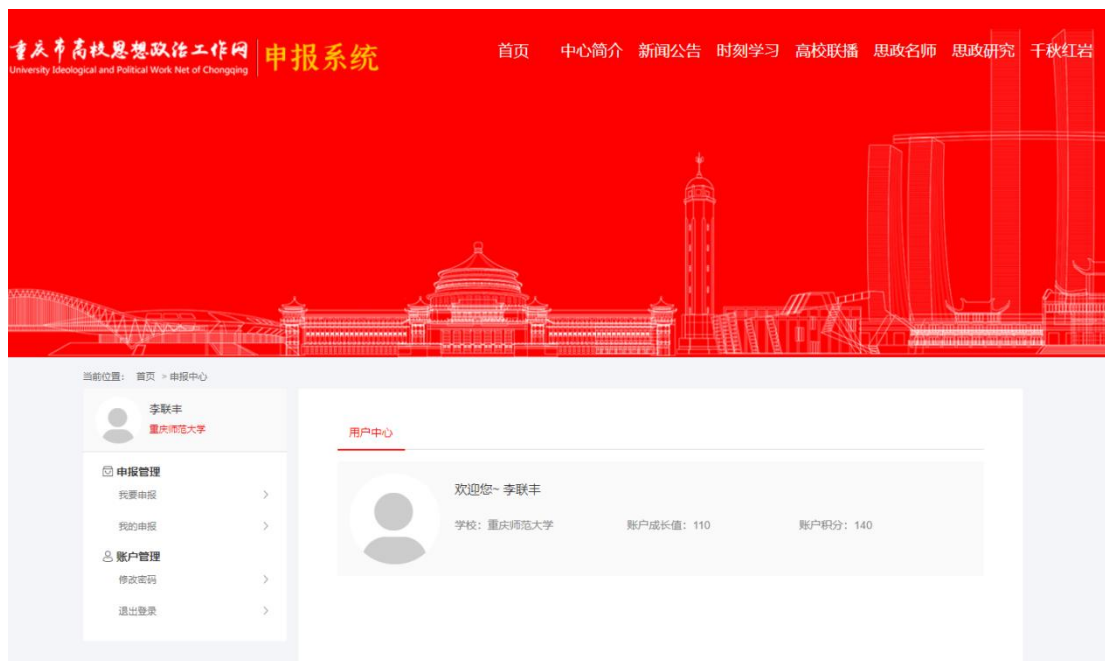 重庆市高校思想政治工作网
University Ideological and Political Work Net of Chongqing
申报系统
首页 中心简介 新闻公告 时刻学习 高校联播 思政名师 思政研究 千秋红岩
当前位置： 首页 > 申报中心
李联丰
重庆师范大学
申报管理
我要申报
我的申报
账户管理
修改密码
退出登录
用户中心
欢迎您~ 李联丰
学校：重庆师范大学 账户成长值：110 账户积分：140